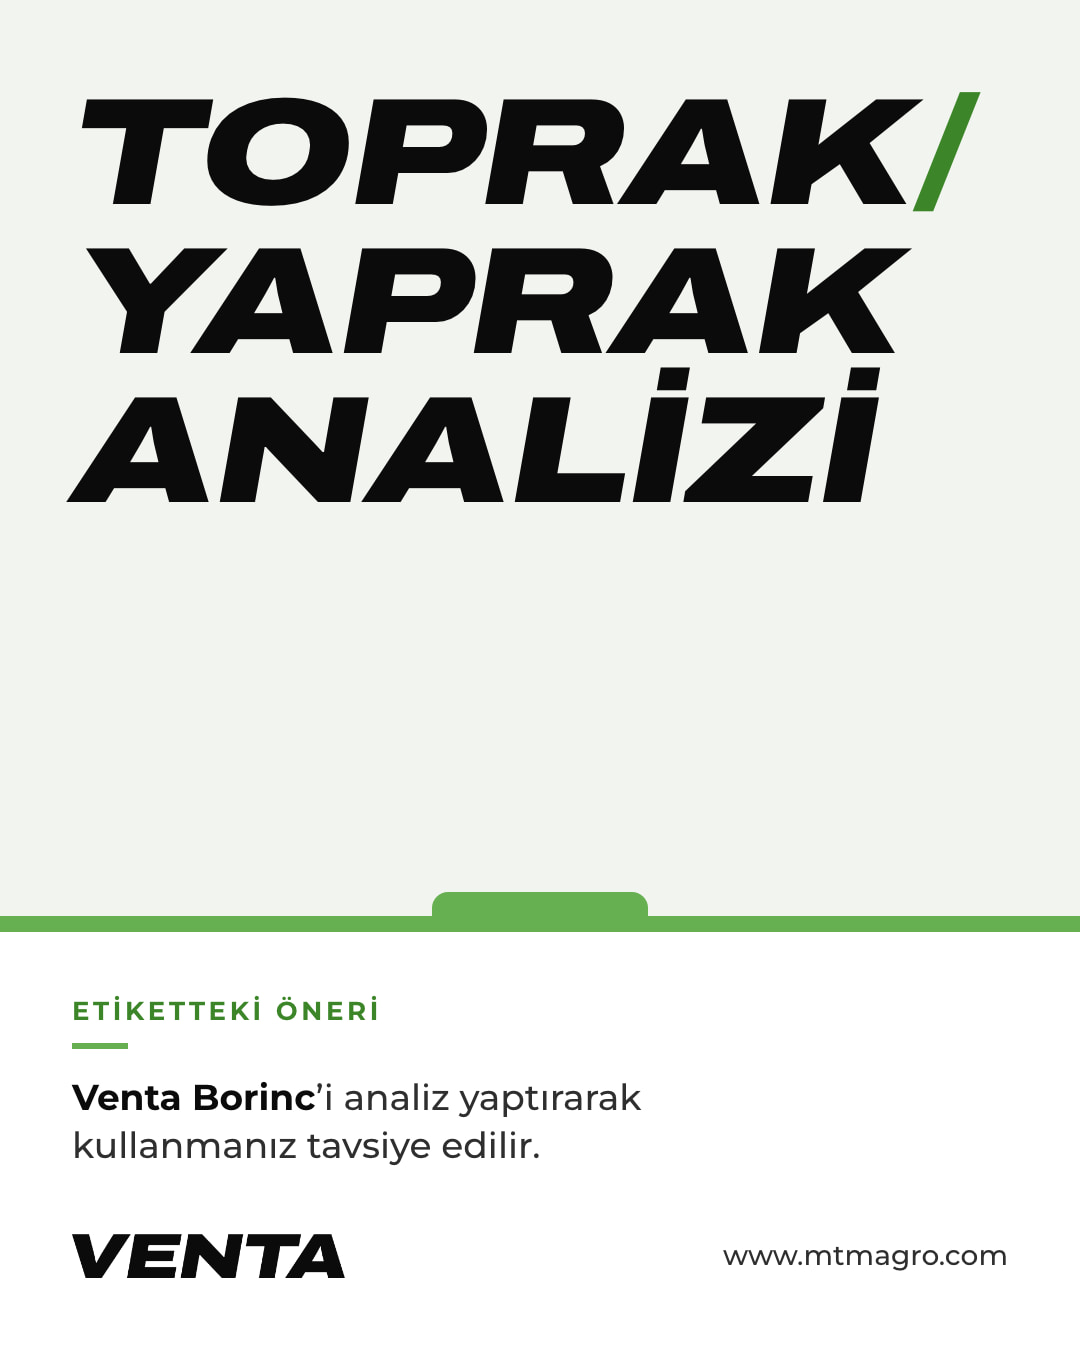 TOPRAK/
YAPRAK
ANALİZİ
ETİKETTEKİ ÖNERİ
Venta Borinc’i analiz yaptırarak
kullanmanız tavsiye edilir.
VENTA
www.mtmagro.com